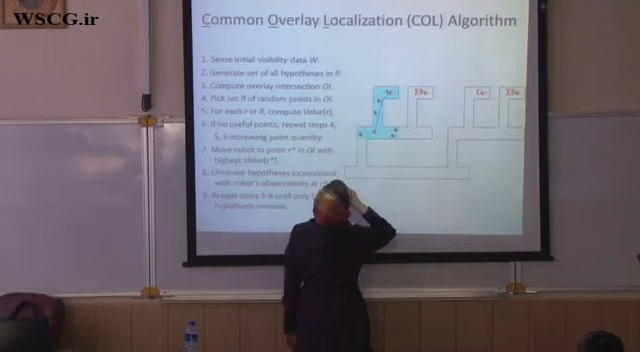 WSCG.ir
Common Overlay Localization (COL) Algorithm
1. Sense initial visibility data W.
2. Generate set of all hypotheses in P.
3. Compute overlay intersection OI.
4. Pick set R of random points in OI.
5. For each r in R, compute Value[r].
6. If no useful points, repeat steps 4,
5, 6 increasing point quantity.
7. Move robot to point r* in OI with
highest Value[r*].
8. Eliminate hypotheses inconsistent
with robot's observations at
9. Repeat steps 3-8 until only
hypothesis remains.